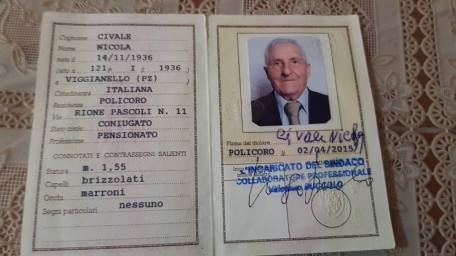 Cognome CIVALE
Nome NICOLA
nato il 14/11/1936
(atto n. 121P. I S. 1936 )
a VIGGIANELLO (PZ)
Cittadinanza ITALIANA
Residenza POLICORO
Via RIONE PASCOLI N. 11
Stato civile CONIUGATO
Professione PENSIONATO
CONNOTATI E CONTRASSEGNI SALIENTI
Statura m. 1,55
Capelli brizzolati
Occhi marroni
Segni particolari nessuno
Firma del titolare Civale Nicola
POLICORO li 02/04/2015
L'INCARICATO DEL SINDACO
COLLABORATORE PROFESSIONALE